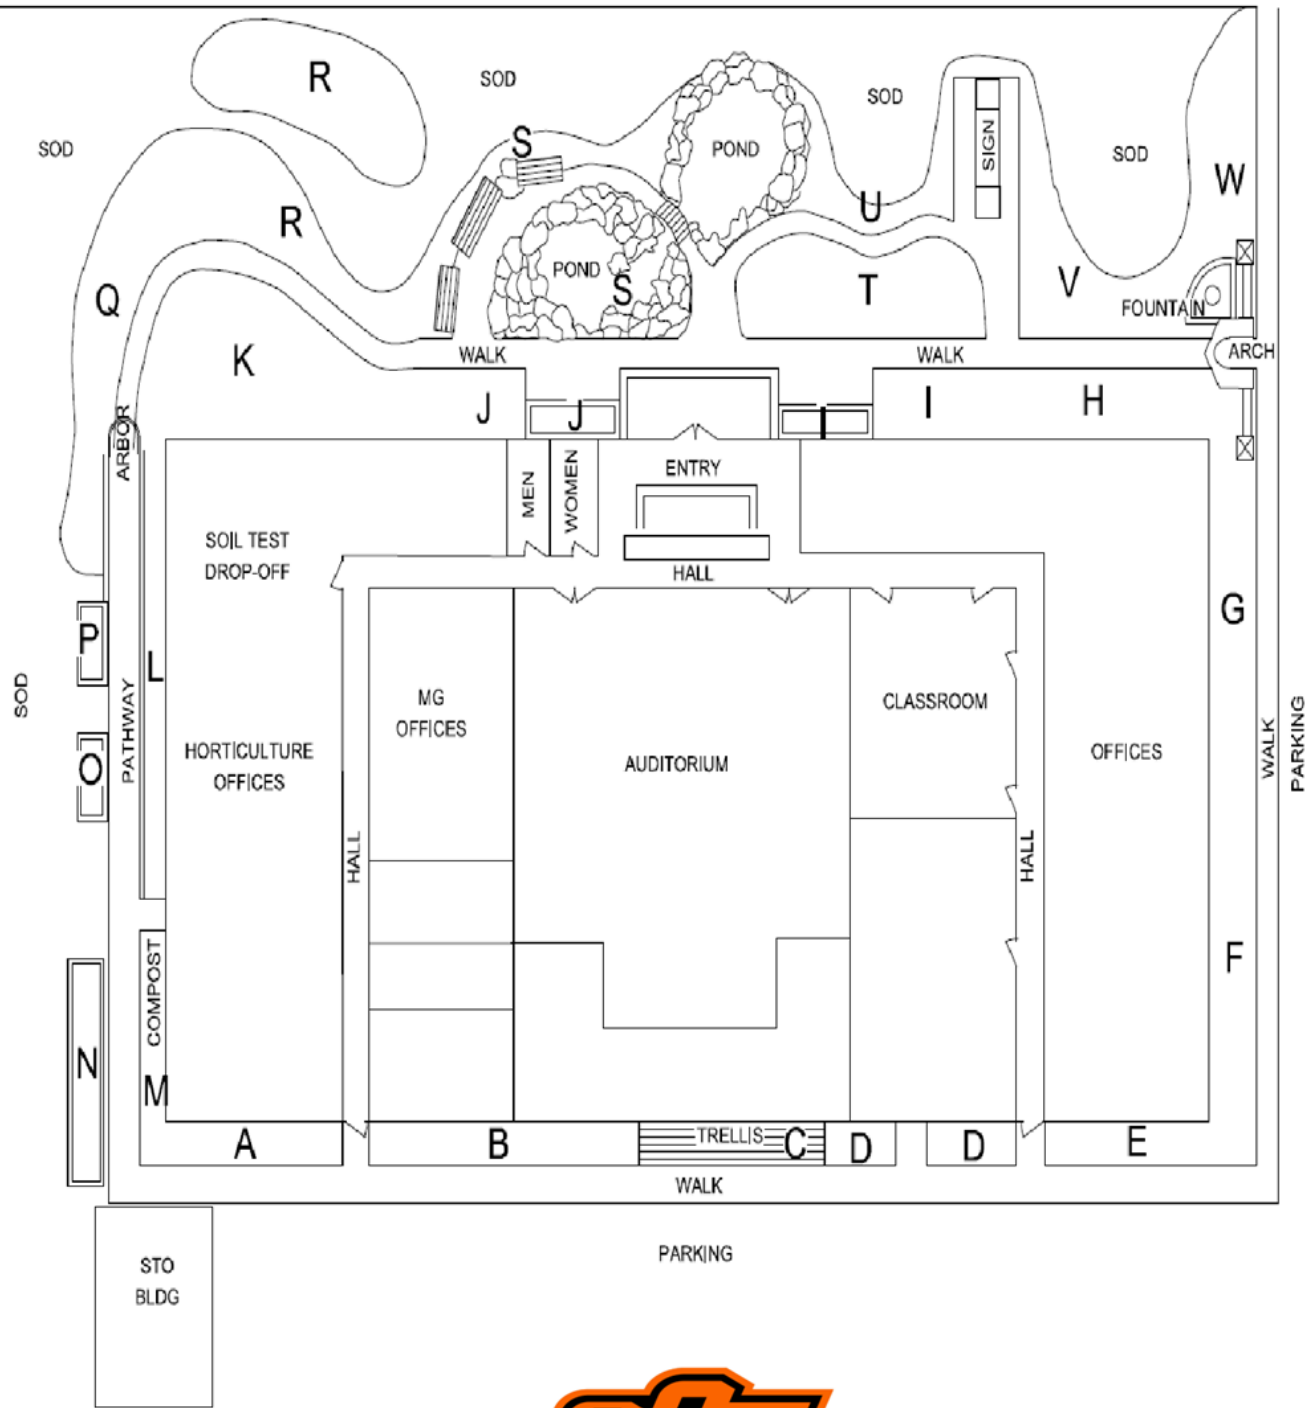 R
SOD
SOD
SOD
S
POND
SIGN
SOD
W
R
U
Q
POND
S
T
V
FOUNTAIN
K
WALK
WALK
ARCH
J
J
I
I
H
ARBOR
MEN
WOMEN
ENTRY
SOIL TEST
DROP-OFF
HALL
P
L
G
SOD
PATHWAY
MG
OFFICES
CLASSROOM
O
HORTICULTURE
OFFICES
AUDITORIUM
OFFICES
WALK
PARKING
HALL
HALL
COMPOST
F
N
M
A
B
TRELLIS
C
D
D
E
WALK
STO
BLDG
PARKING